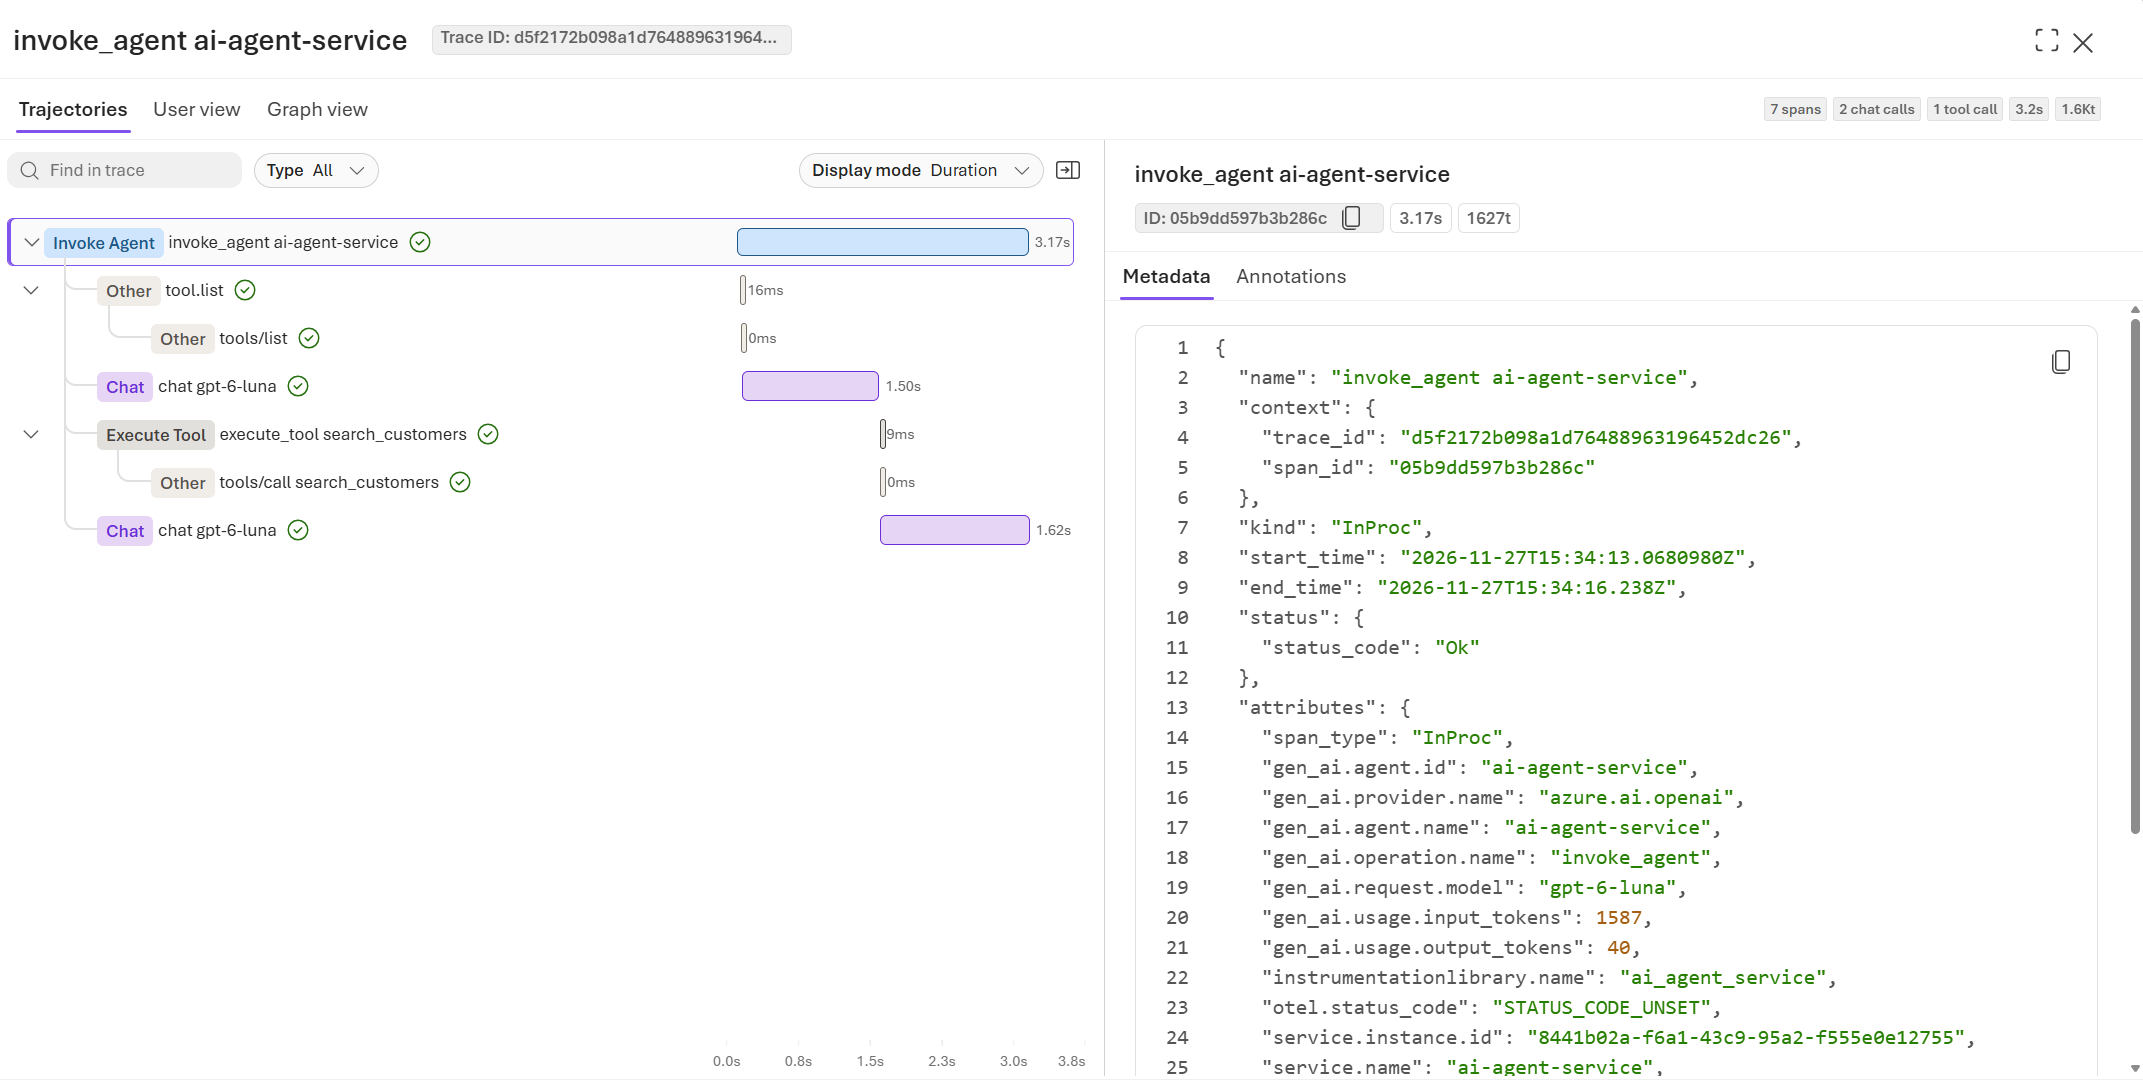 invoke_agent ai-agent-service
Trace ID: d5f2172b098a1d764889631964...
Trajectories
User view
Graph view
7 spans
2 chat calls
1 tool call
3.2s
1.6Kt
Find in trace
Type All
Display mode Duration
Invoke Agent invoke_agent ai-agent-service
3.17s
Other tool.list
16ms
Other tools/list
0ms
Chat chat gpt-6-luna
1.50s
Execute Tool execute_tool search_customers
9ms
Other tools/call search_customers
0ms
Chat chat gpt-6-luna
1.62s
0.0s
0.8s
1.5s
2.3s
3.0s
3.8s
invoke_agent ai-agent-service
ID: 05b9dd597b3b286c
3.17s
1627t
Metadata
Annotations
1 {
2 "name": "invoke_agent ai-agent-service",
3 "context": {
4 "trace_id": "d5f2172b098a1d76488963196452dc26",
5 "span_id": "05b9dd597b3b286c"
6 },
7 "kind": "InProc",
8 "start_time": "2026-11-27T15:34:13.0680980Z",
9 "end_time": "2026-11-27T15:34:16.238Z",
10 "status": {
11 "status_code": "Ok"
12 },
13 "attributes": {
14 "span_type": "InProc",
15 "gen_ai.agent.id": "ai-agent-service",
16 "gen_ai.provider.name": "azure.ai.openai",
17 "gen_ai.agent.name": "ai-agent-service",
18 "gen_ai.operation.name": "invoke_agent",
19 "gen_ai.request.model": "gpt-6-luna",
20 "gen_ai.usage.input_tokens": 1587,
21 "gen_ai.usage.output_tokens": 40,
22 "instrumentationlibrary.name": "ai_agent_service",
23 "otel.status_code": "STATUS_CODE_UNSET",
24 "service.instance.id": "8441b02a-f6a1-43c9-95a2-f555e0e12755",
25 "service.name": "ai-agent-service",